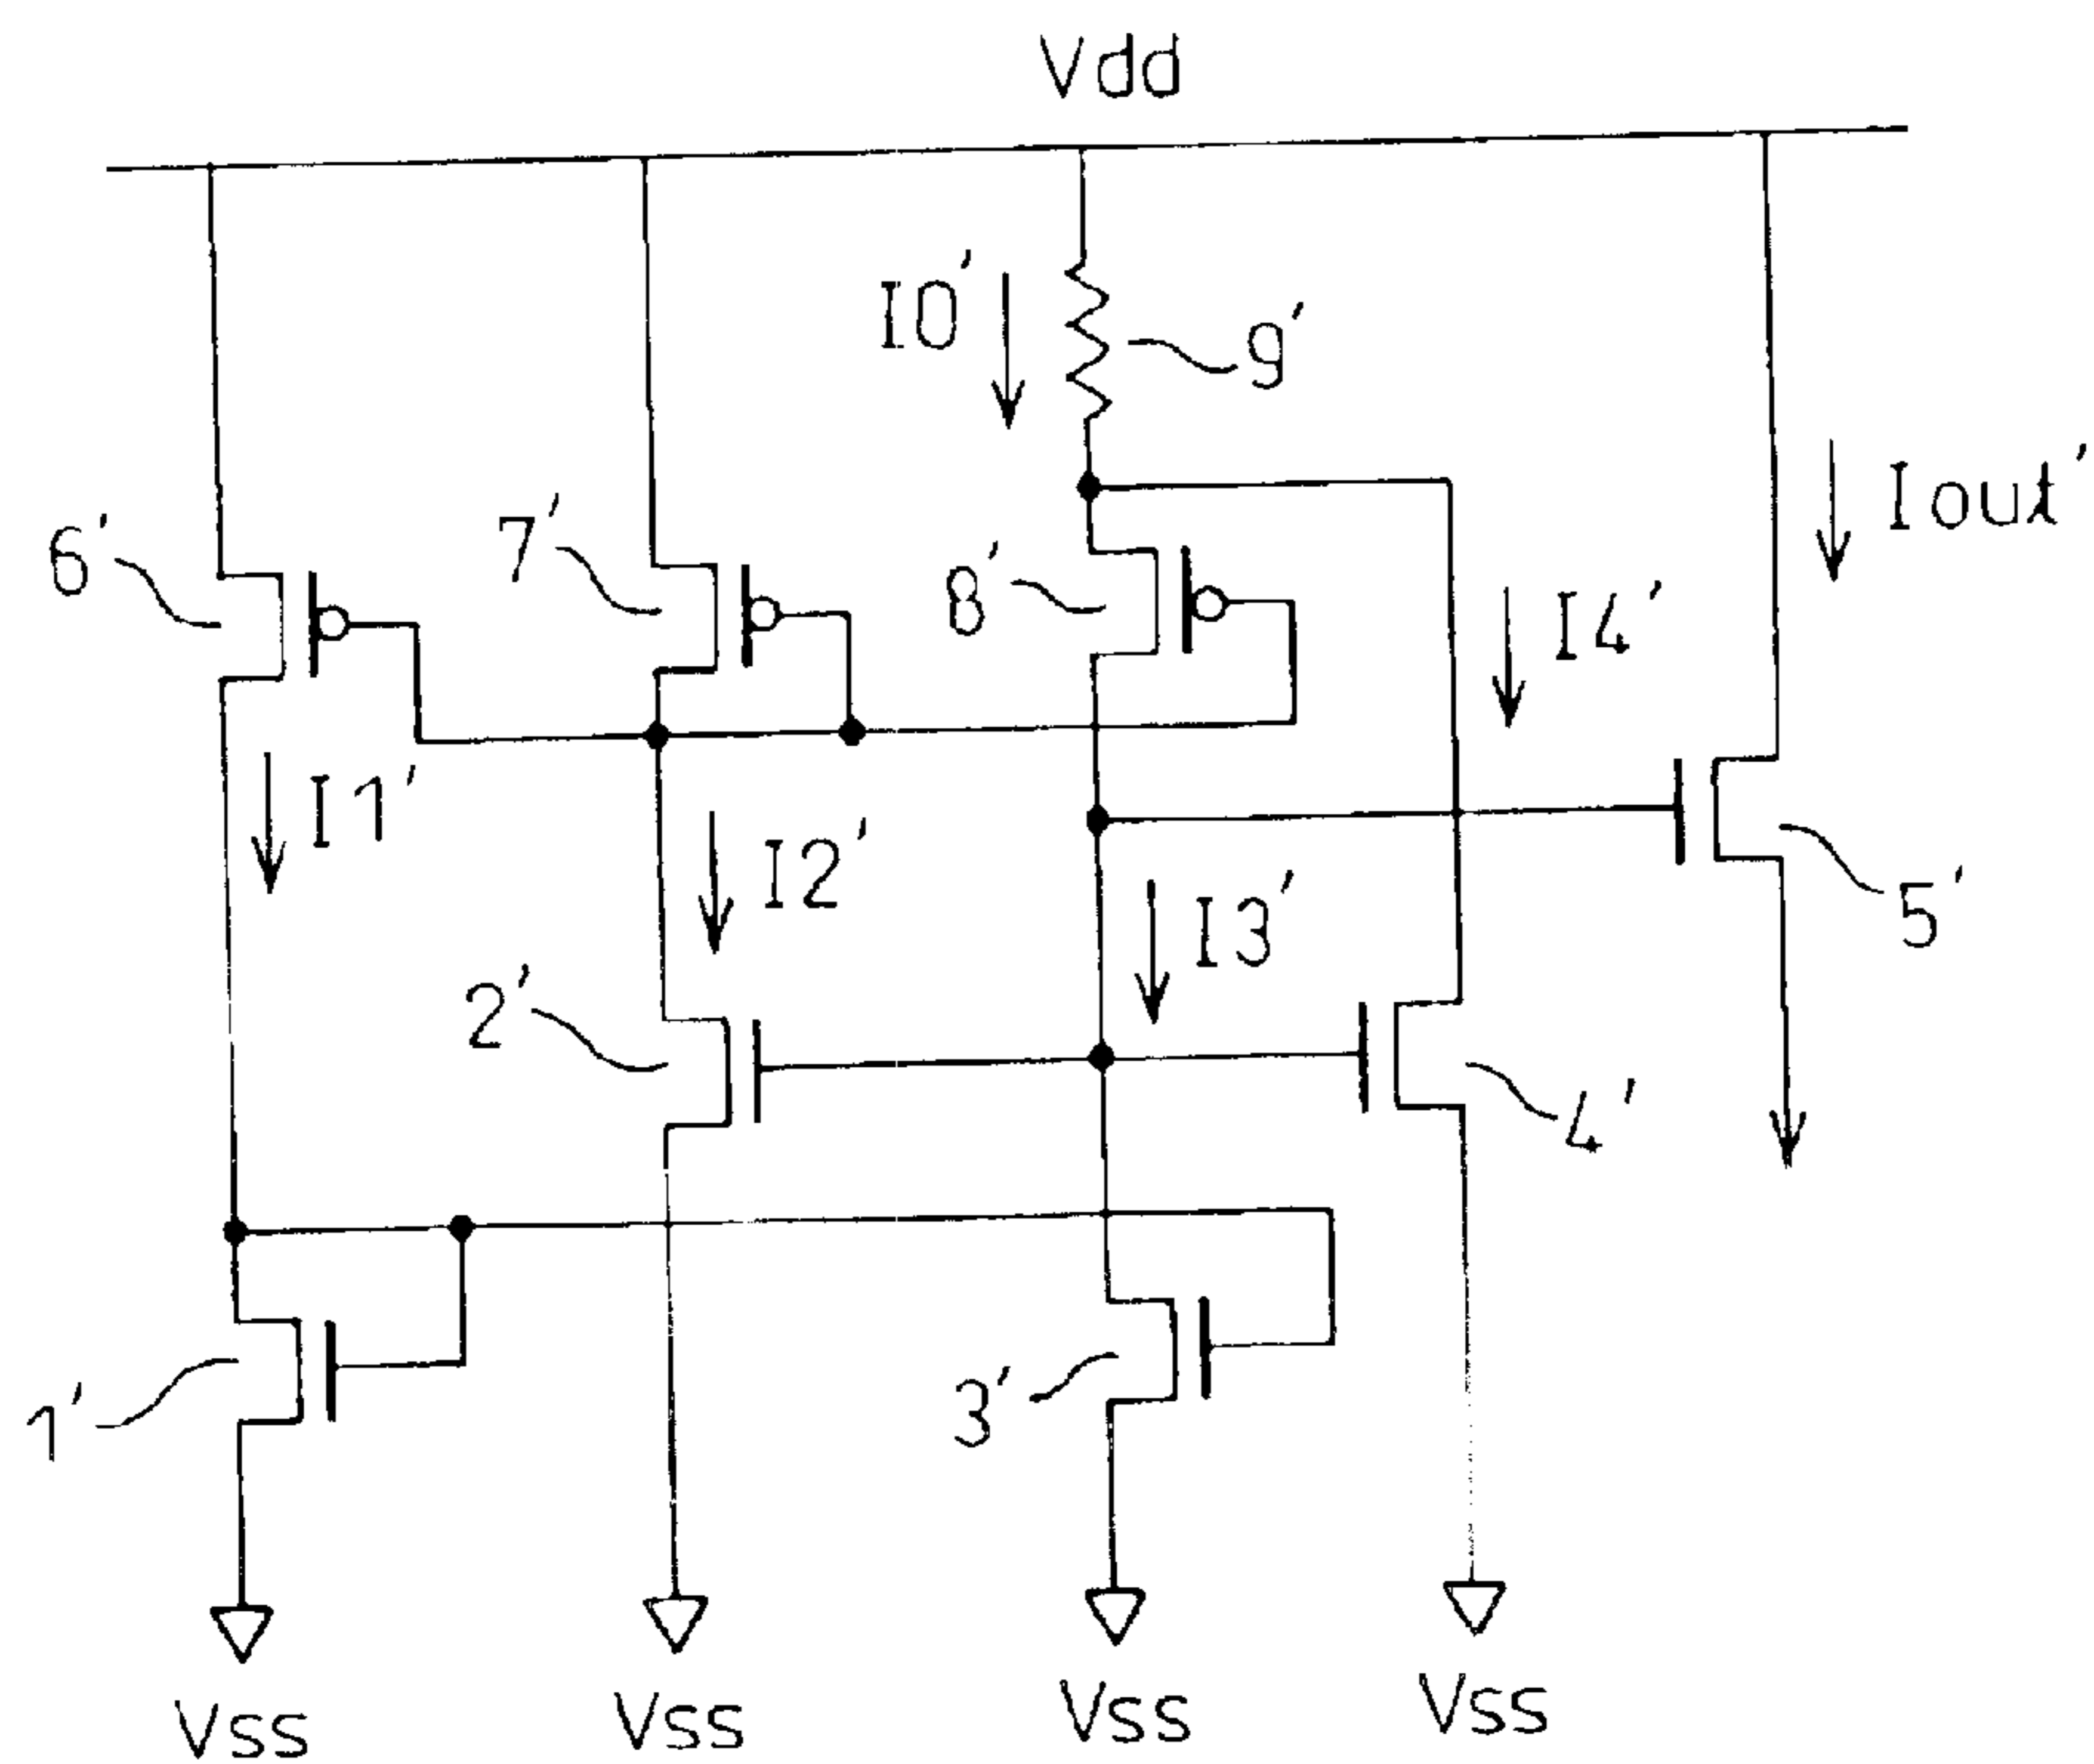 Vdd
I0'
9'
Iout'
6'
7'
8'
I4'
I1'
I2'
I3'
5'
2'
4'
1'
3'
Vss
Vss
Vss
Vss